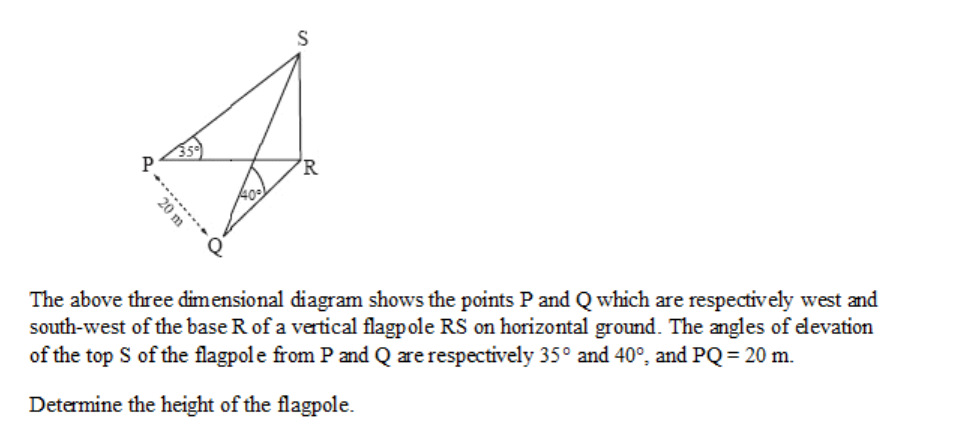 S
35°
P
R
40°
20 m
Q
The above three dimensional diagram shows the points P and Q which are respectively west and
south-west of the base R of a vertical flagpole RS on horizontal ground. The angles of elevation
of the top S of the flagpole from P and Q are respectively 35° and 40°, and PQ = 20 m.
Determine the height of the flagpole.